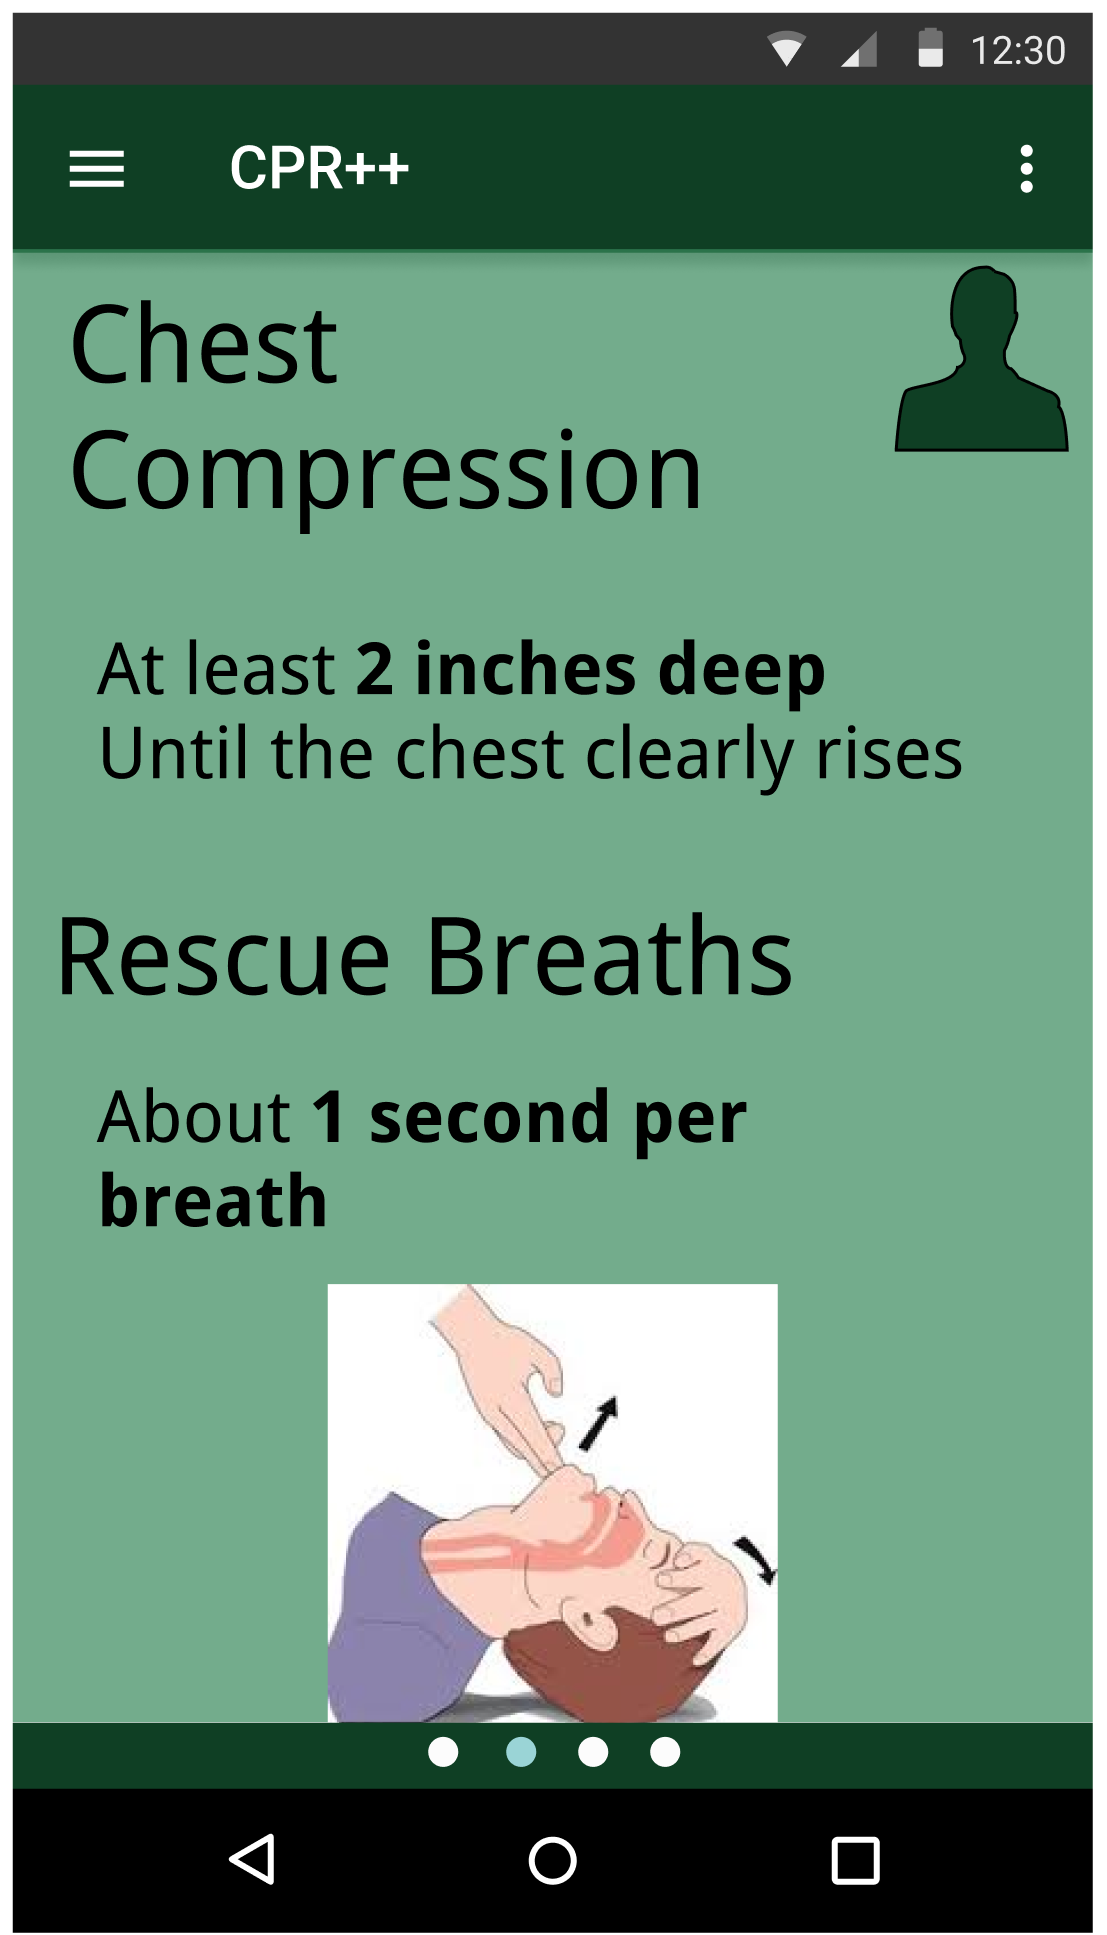 12:30
CPR++
Chest
Compression
At least 2 inches deep
Until the chest clearly rises
Rescue Breaths
About 1 second per
breath